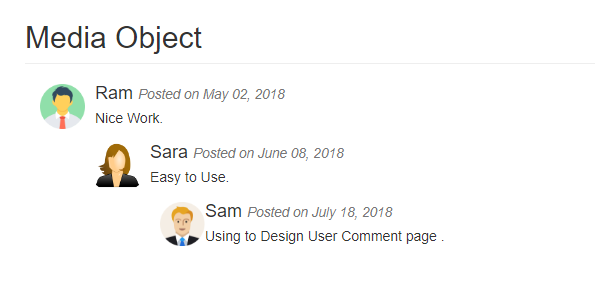 Media Object
Ram Posted on May 02, 2018
Nice Work.
Sara Posted on June 08, 2018
Easy to Use.
Sam Posted on July 18, 2018
Using to Design User Comment page .